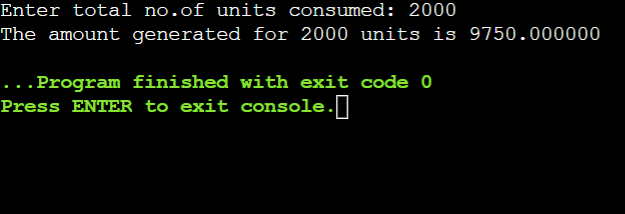 Enter total no.of units consumed: 2000
The amount generated for 2000 units is 9750.000000
...Program finished with exit code 0
Press ENTER to exit console.